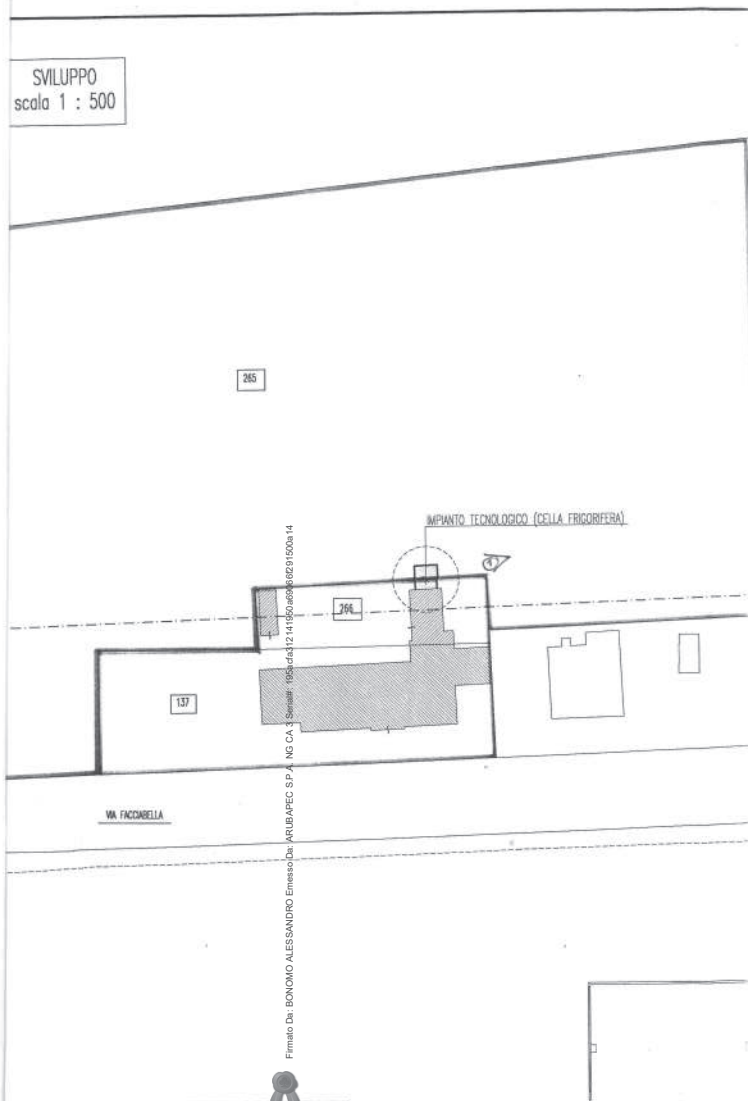 SVILUPPO
scala 1 : 500
265
IMPIANTO TECNOLOGICO (CELLA FRIGORIFERA)
1
266
137
VIA FACCIABELLA
Firmato Da: BONOMO ALESSANDRO Emesso Da: ARUBAPEC S.P.A. NG CA 3 Serial#: